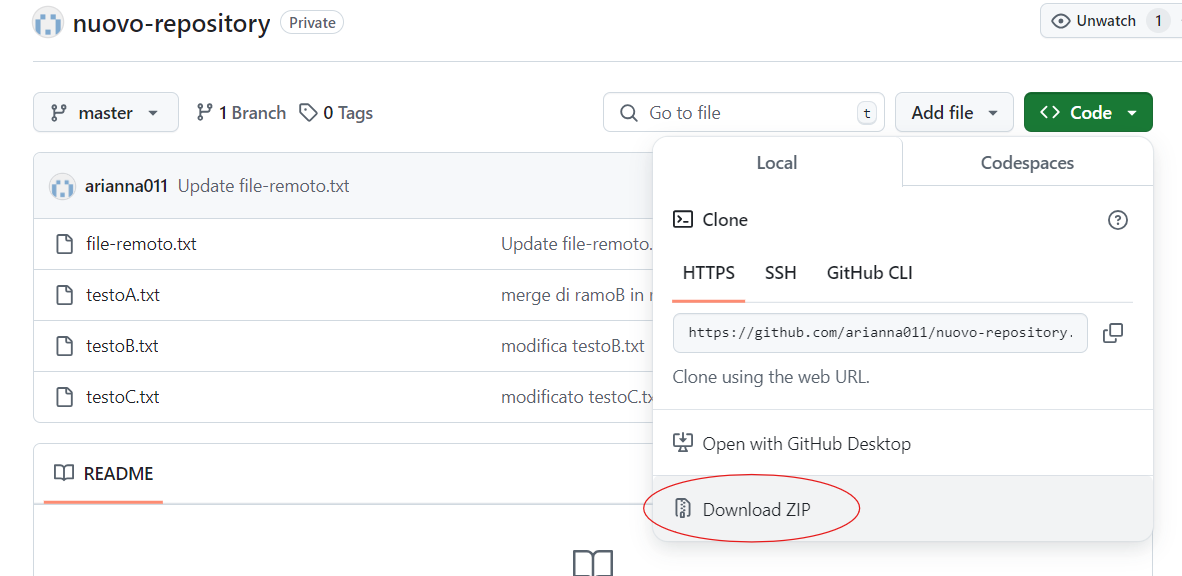 nuovo-repository Private
Unwatch 1
master 1 Branch 0 Tags Go to file t Add file Code
Local Codespaces
arianna011 Update file-remoto.txt
Clone
file-remoto.txt Update file-remoto.
HTTPS SSH GitHub CLI
testoA.txt merge di ramoB in
https://github.com/arianna011/nuovo-repository.
testoB.txt modifica testoB.txt
Clone using the web URL.
testoC.txt modificato testoC.tx
Open with GitHub Desktop
README
Download ZIP